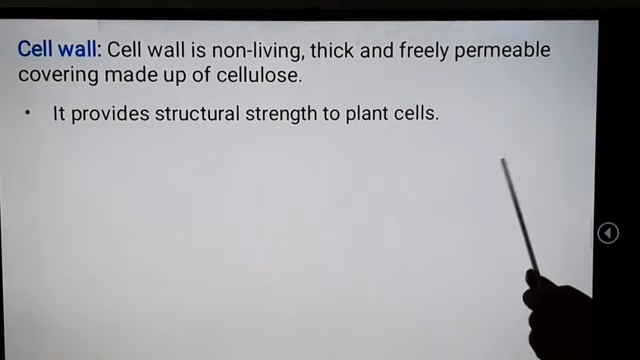 Cell wall: Cell wall is non-living, thick and freely permeable
covering made up of cellulose.
• It provides structural strength to plant cells.